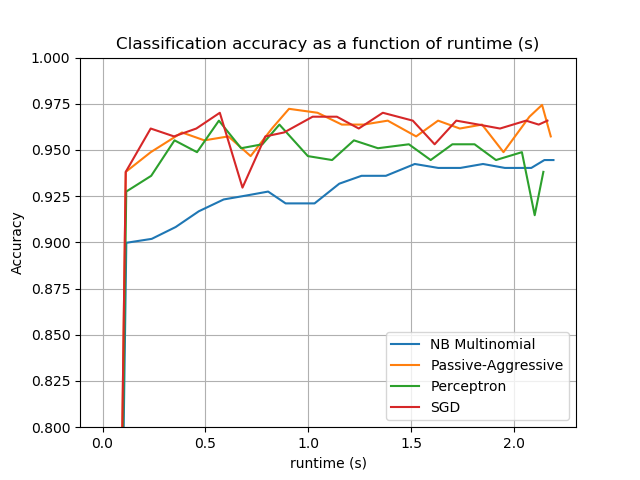 Classification accuracy as a function of runtime (s)
1.000
0.975
0.950
0.925
0.900
0.875
0.850
0.825
0.800
Accuracy
NB Multinomial
Passive-Aggressive
Perceptron
SGD
0.0 0.5 1.0 1.5 2.0
runtime (s)